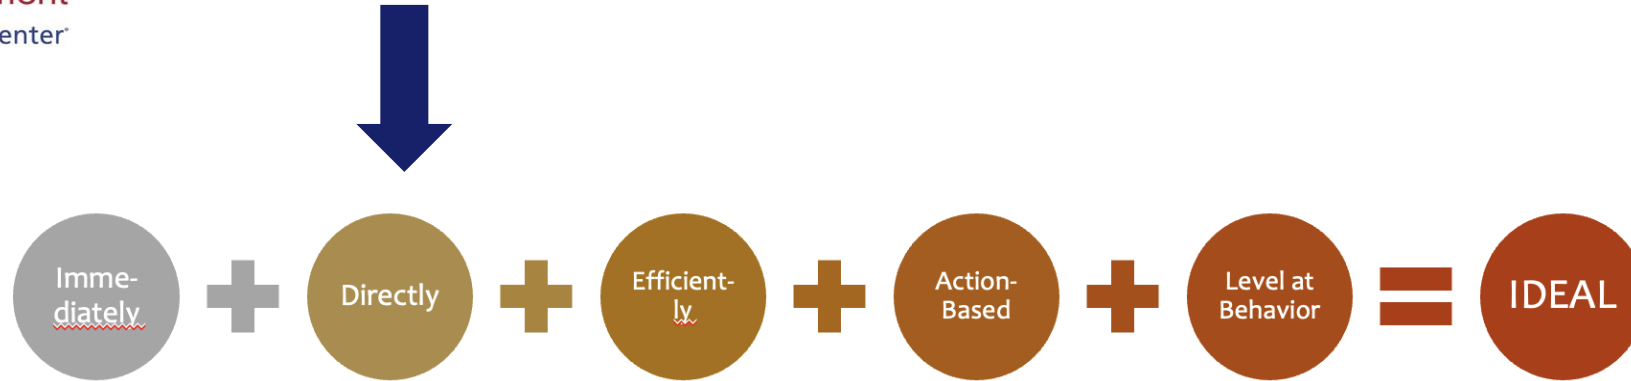 enter
Imme-
diately
+
Directly
+
Efficient-
ly
+
Action-
Based
+
Level at
Behavior
=
IDEAL